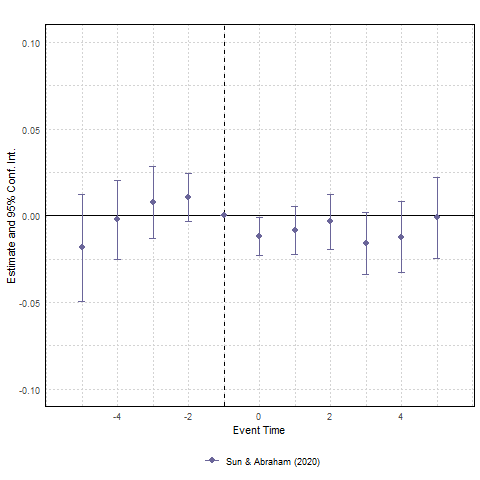 0.10
0.05
0.00
-0.05
-0.10
Estimate and 95% Conf. Int.
-4 -2 0 2 4
Event Time
Sun & Abraham (2020)